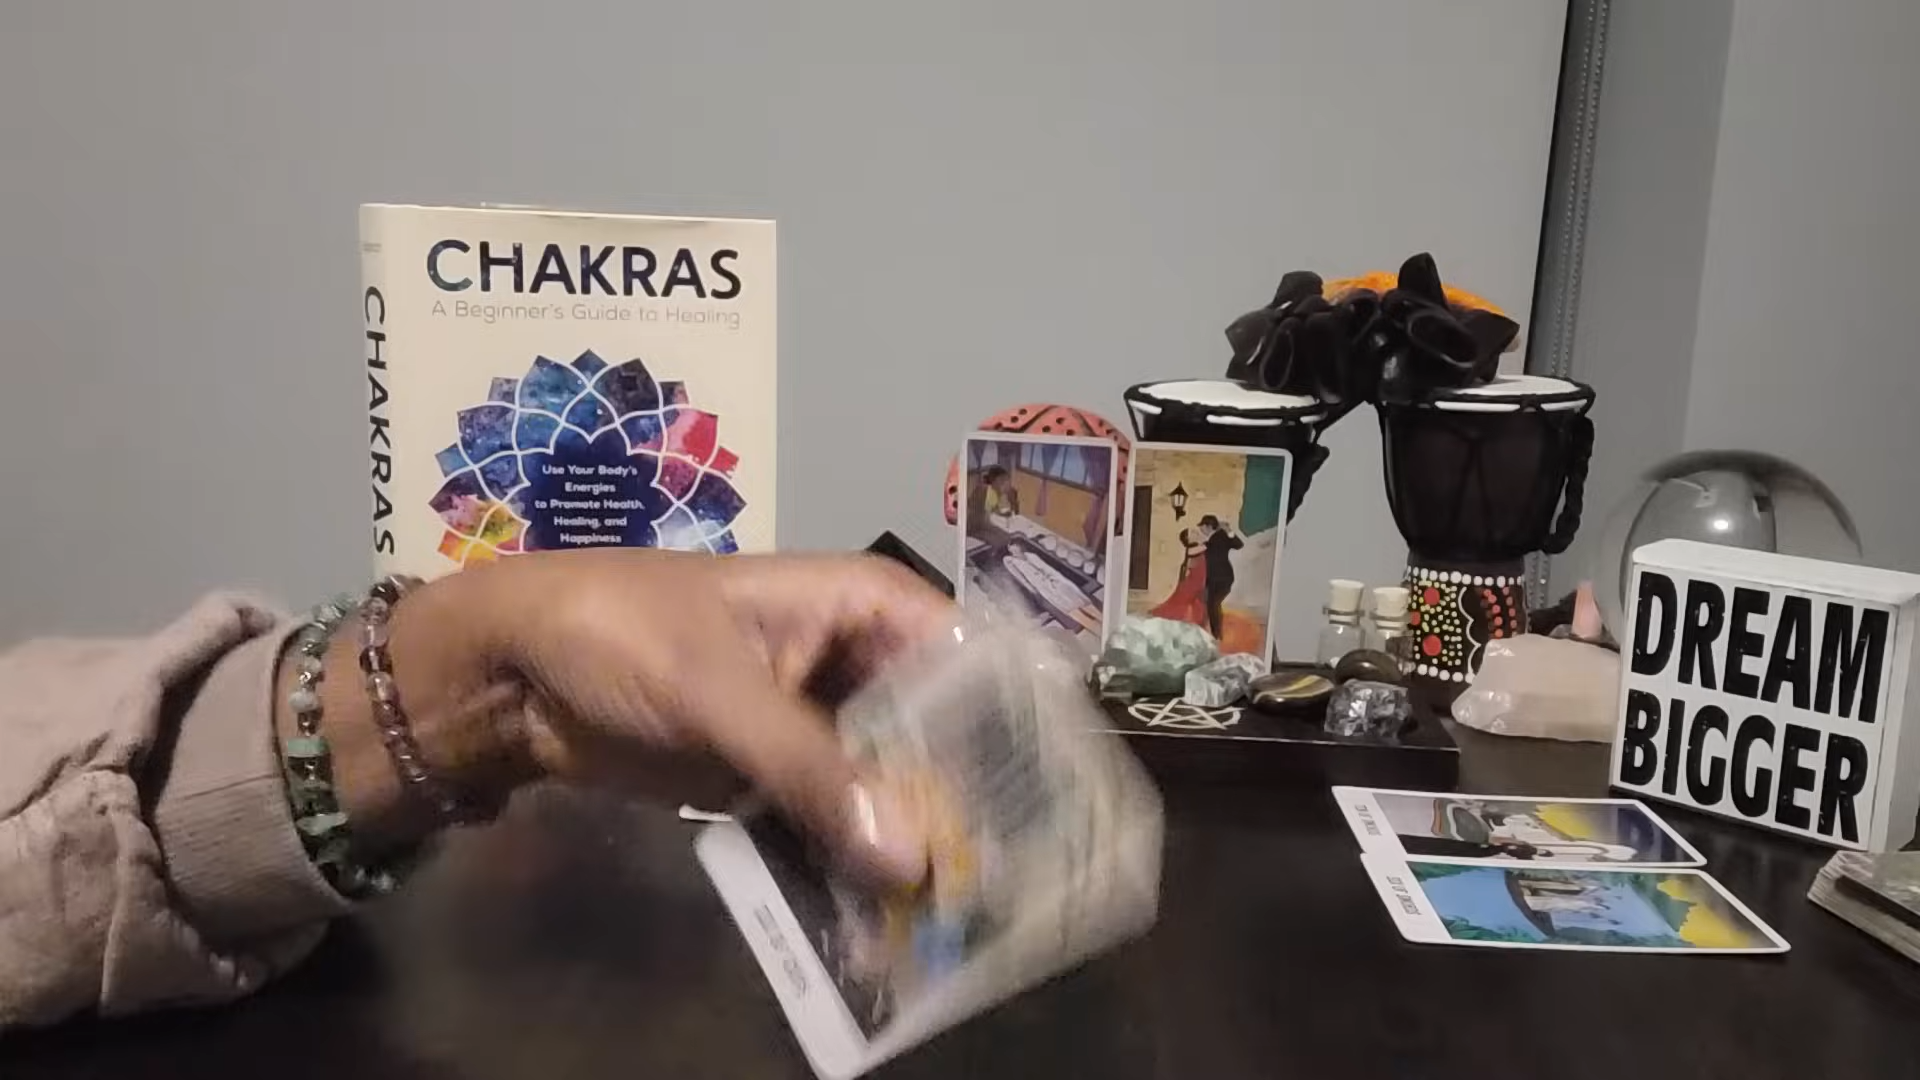 CHAKRAS
A Beginner's Guide to Healing
CHAKRAS
Use Your Body's
Energies
to Promote Health,
Healing, and
Happiness
DREAM
BIGGER